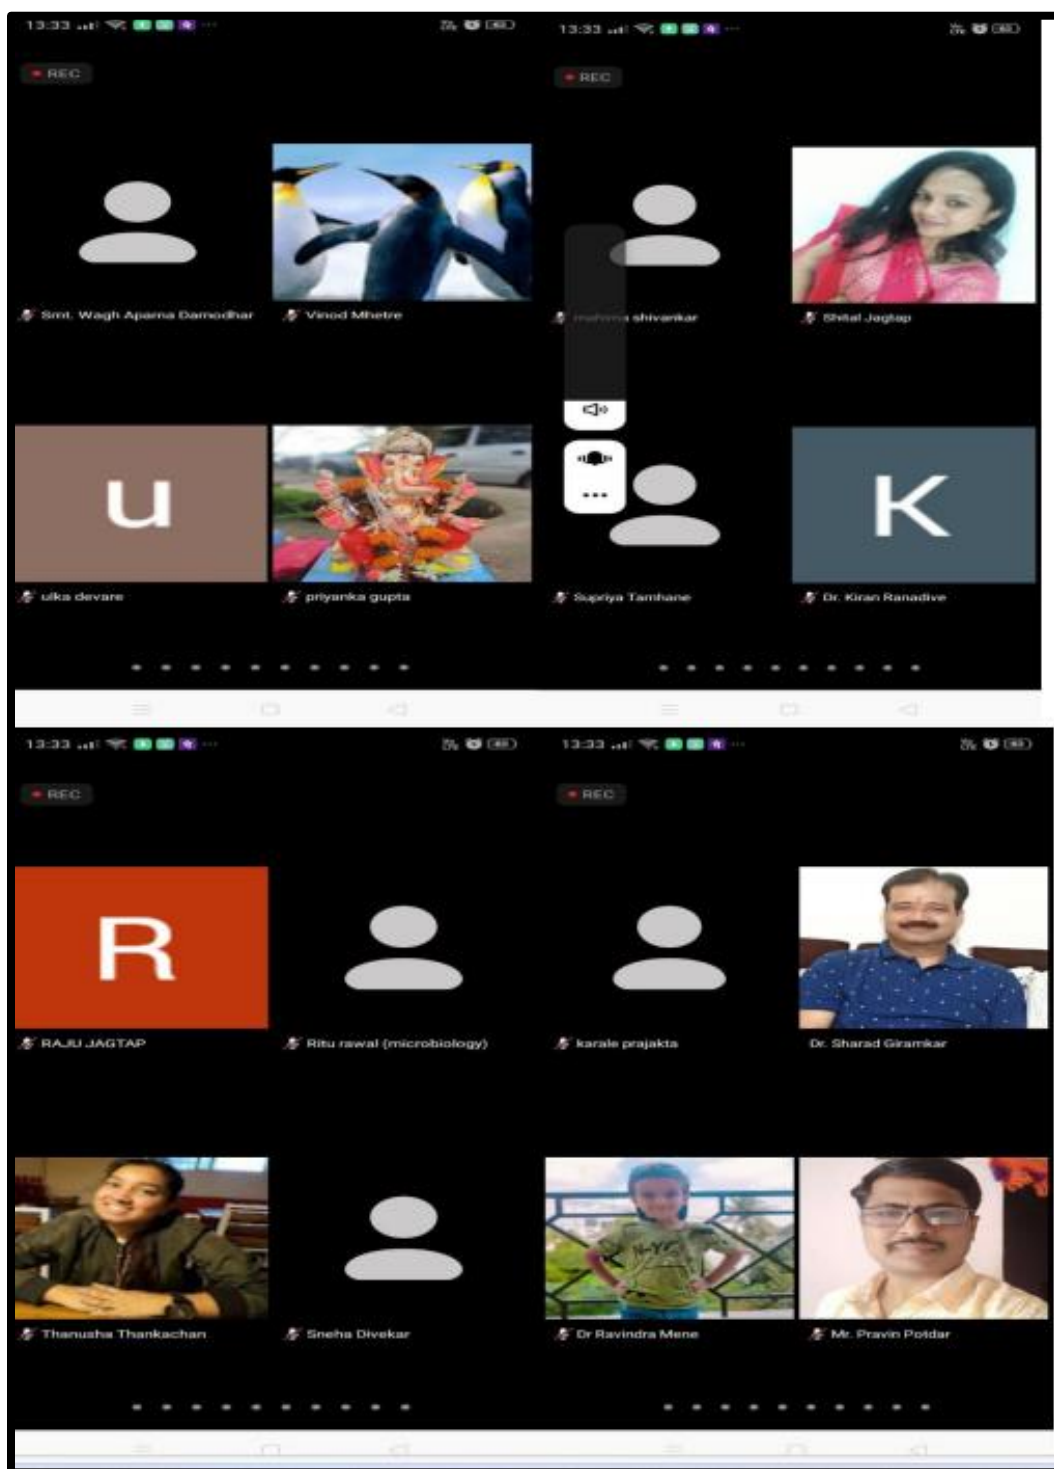 13:33
REC
Smt. Wagh Aparna Damodhar
Vinod Mhetre
u
ulka devare
priyanka gupta
13:33
REC
shivankar
Shital Jagtap
K
Supriya Tamhane
Dr. Kiran Ranadive
13:33
REC
R
RAJU JAGTAP
Ritu rawal (microbiology)
Thanusha Thankachan
Sneha Divekar
13:33
REC
karale prajakta
Dr. Sharad Giramkar
Dr Ravindra Mene
Mr. Pravin Potdar